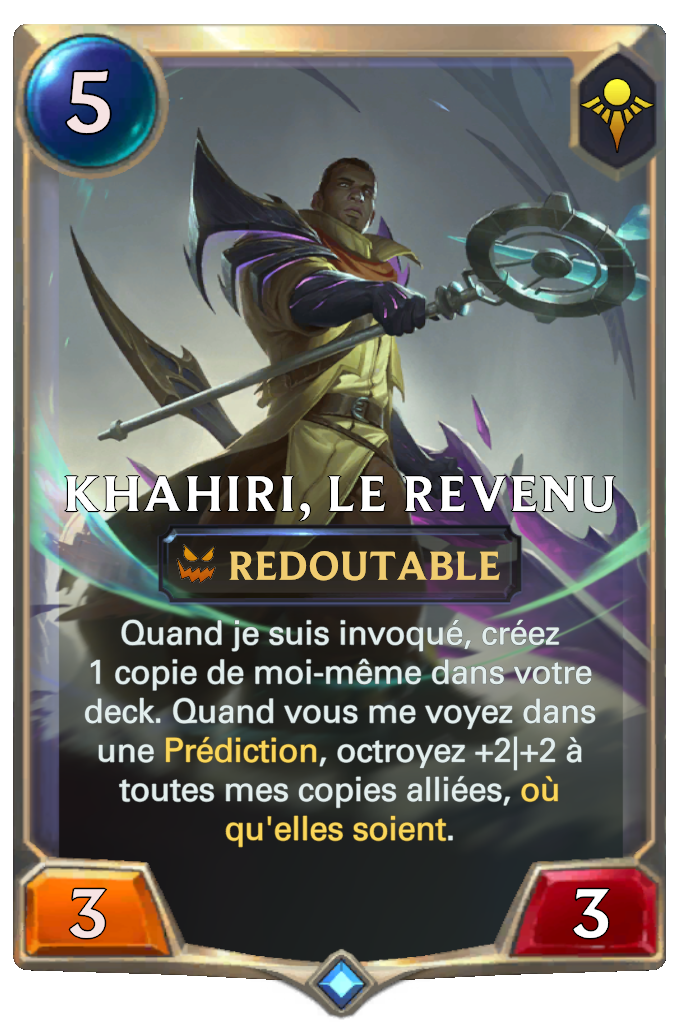 5
KHAHIRI, LE REVENU
REDOUTABLE
Quand je suis invoqué, créez
1 copie de moi-même dans votre
deck. Quand vous me voyez dans
une Prédiction, octroyez +2|+2 à
toutes mes copies alliées, où
qu'elles soient.
3
3